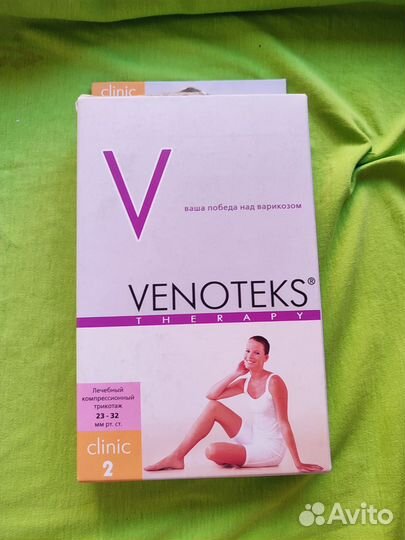 clinic
V
ваша победа над варикозом
VENOTEKS®
THERAPY
Лечебный
компрессионный
трикотаж
23 - 32
мм рт. ст.
clinic
2
Avito